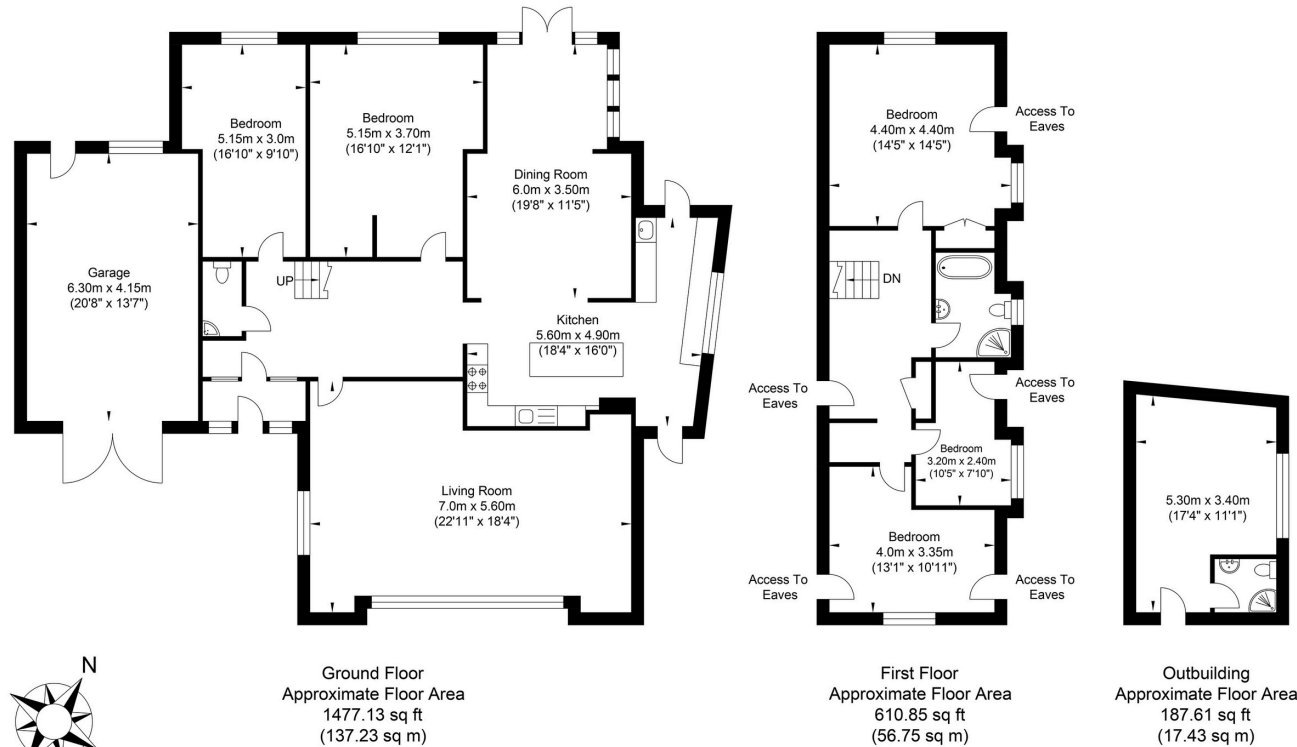 Bedroom
5.15m x 3.0m
(16'10" x 9'10")
Bedroom
5.15m x 3.70m
(16'10" x 12'1")
Dining Room
6.0m x 3.50m
(19'8" x 11'5")
Garage
6.30m x 4.15m
(20'8" x 13'7")
UP
Kitchen
5.60m x 4.90m
(18'4" x 16'0")
Living Room
7.0m x 5.60m
(22'11" x 18'4")
N
Ground Floor
Approximate Floor Area
1477.13 sq ft
(137.23 sq m)
Bedroom
4.40m x 4.40m
(14'5" x 14'5")
Access To
Eaves
DN
Access To
Eaves
Access To
Eaves
Bedroom
3.20m x 2.40m
(10'5" x 7'10")
Bedroom
4.0m x 3.35m
(13'1" x 10'11")
Access To
Eaves
Access To
Eaves
First Floor
Approximate Floor Area
610.85 sq ft
(56.75 sq m)
5.30m x 3.40m
(17'4" x 11'1")
Outbuilding
Approximate Floor Area
187.61 sq ft
(17.43 sq m)